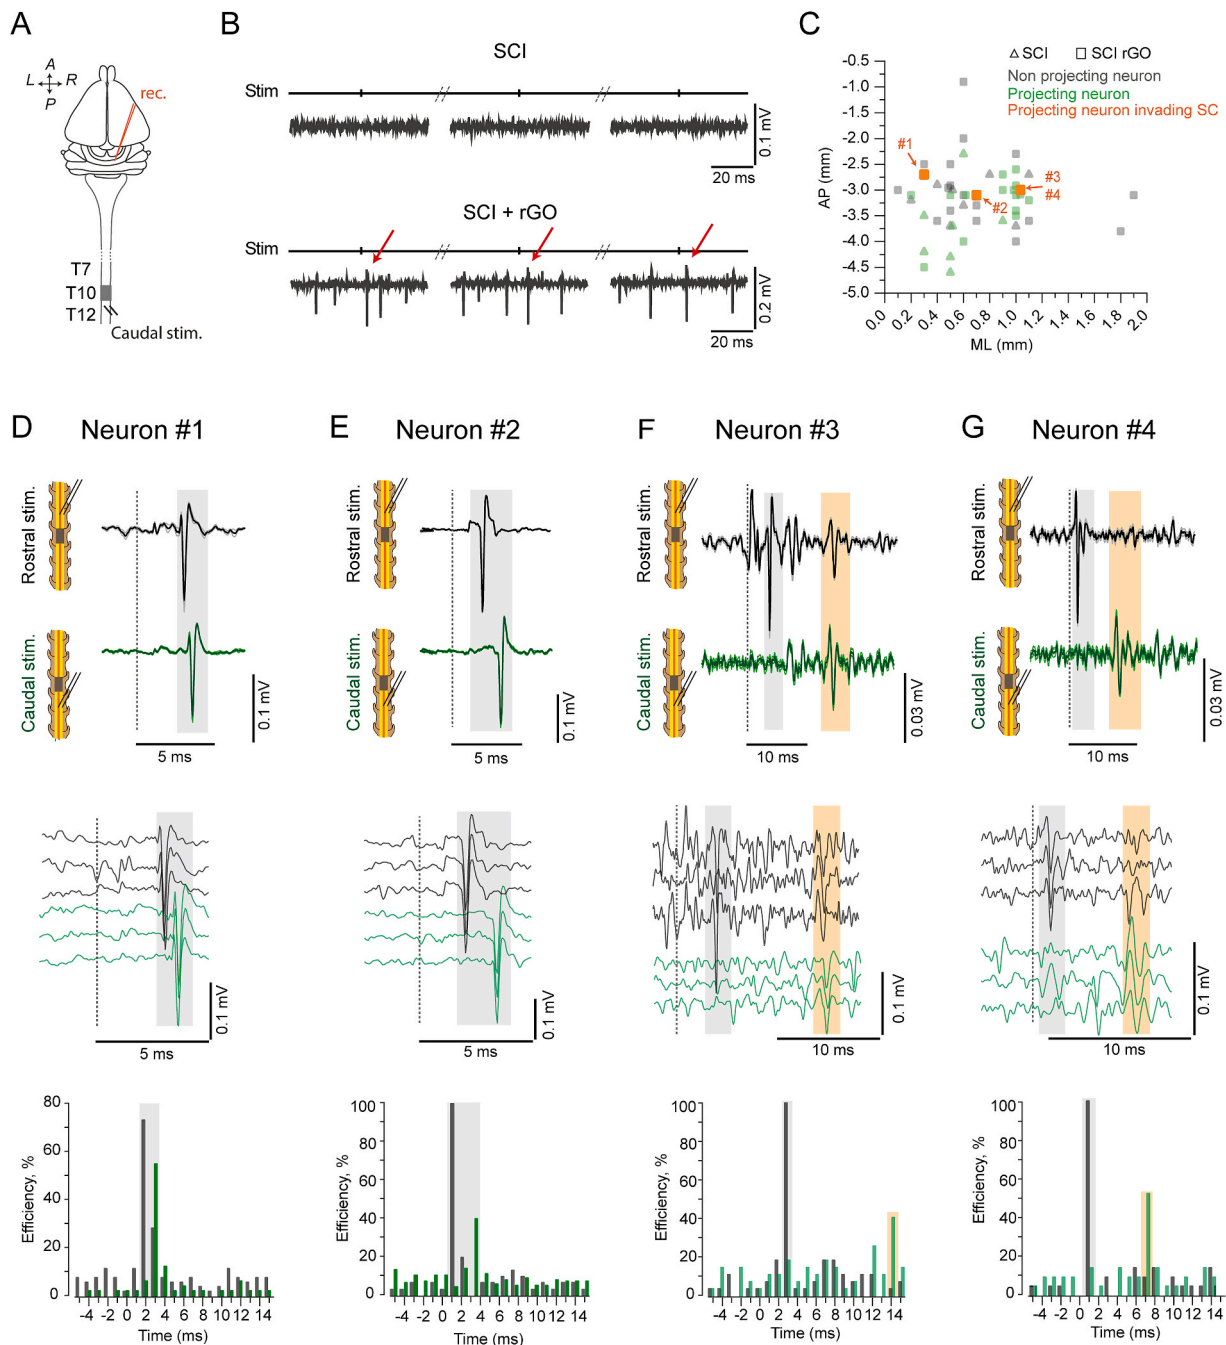 A
A
L R
P
rec.
T7
T10
T12
Caudal stim.
B
SCI
Stim
0.1 mV
20 ms
SCI + rGO
Stim
0.2 mV
20 ms
C
SCI
SCI rGO
Non projecting neuron
Projecting neuron
Projecting neuron invading SC
-0.5
-1.0
-1.5
-2.0
-2.5
-3.0
-3.5
-4.0
-4.5
-5.0
AP (mm)
#1
#2
#3
#4
0.0 0.2 0.4 0.6 0.8 1.0 1.2 1.4 1.6 1.8 2.0
ML (mm)
D Neuron #1
Rostral stim.
Caudal stim.
0.1 mV
5 ms
0.1 mV
5 ms
80
60
40
20
0
Efficiency, %
-4 -2 0 2 4 6 8 10 12 14
Time (ms)
E Neuron #2
Rostral stim.
Caudal stim.
0.1 mV
5 ms
0.1 mV
5 ms
100
80
60
40
20
0
Efficiency, %
-4 -2 0 2 4 6 8 10 12 14
Time (ms)
F Neuron #3
Rostral stim.
Caudal stim.
0.03 mV
10 ms
0.1 mV
10 ms
100
80
60
40
20
0
Efficiency, %
-4 -2 0 2 4 6 8 10 12 14
Time (ms)
G Neuron #4
Rostral stim.
Caudal stim.
0.03 mV
10 ms
0.1 mV
10 ms
100
80
60
40
20
0
Efficiency, %
-4 -2 0 2 4 6 8 10 12 14
Time (ms)